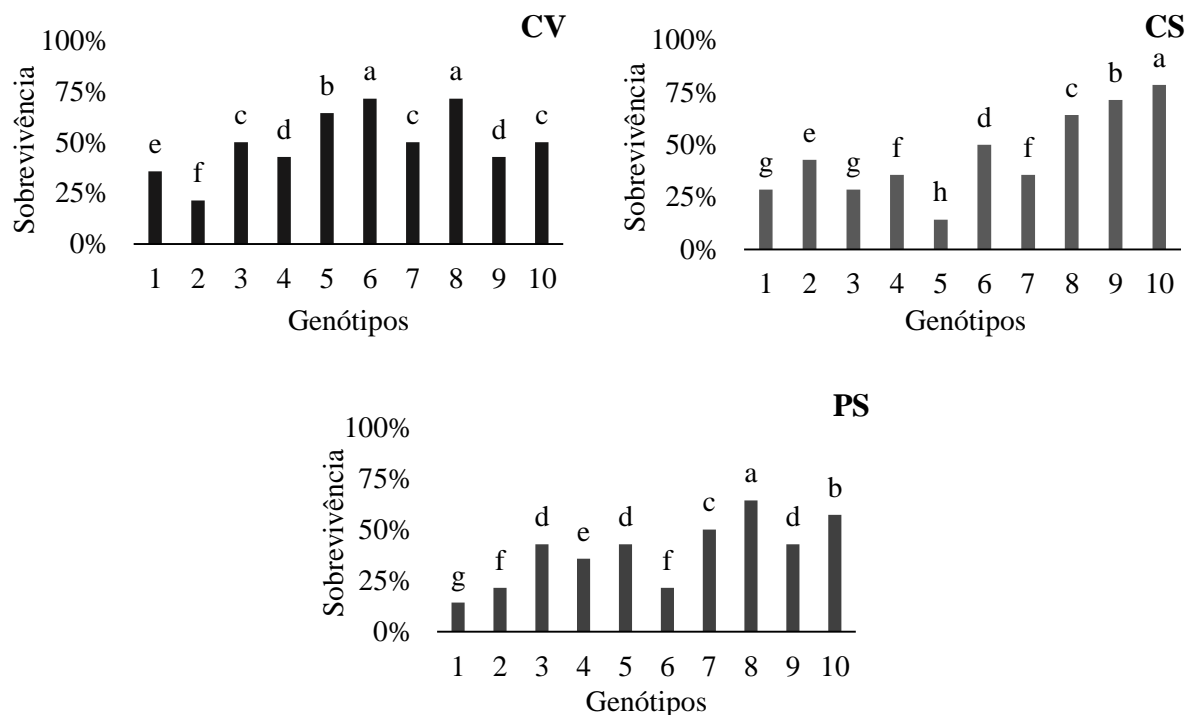 CV
100%
75%
50%
25%
0%
Sobrevivência
e f c d b a c a d c
1 2 3 4 5 6 7 8 9 10
Genótipos
CS
100%
75%
50%
25%
0%
Sobrevivência
g e g f h d f c b a
1 2 3 4 5 6 7 8 9 10
Genótipos
PS
100%
75%
50%
25%
0%
Sobrevivência
g f d e d f c a d b
1 2 3 4 5 6 7 8 9 10
Genótipos